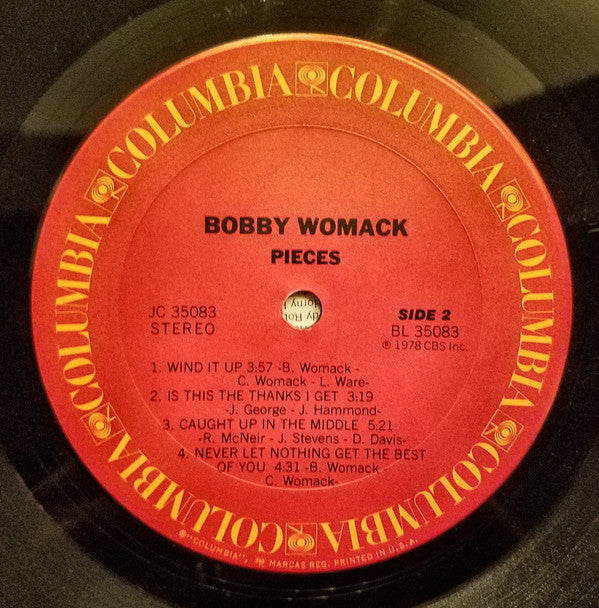 COLUMBIA COLUMBIA COLUMBIA COLUMBIA COLUMBIA COLUMBIA
BOBBY WOMACK
PIECES
JC 35083
STEREO
SIDE 2
BL 35083
℗ 1978 CBS Inc.
1. WIND IT UP 3:57 -B. Womack -
C. Womack - L. Ware-
2. IS THIS THE THANKS I GET 3:19
-J. George - J. Hammond-
3. CAUGHT UP IN THE MIDDLE 5:21
-R. McNeir - J. Stevens - D. Davis-
4. NEVER LET NOTHING GET THE BEST
OF YOU 4:31 -B. Womack -
C. Womack-
®"COLUMBIA", MARCAS REG. PRINTED IN U.S.A.